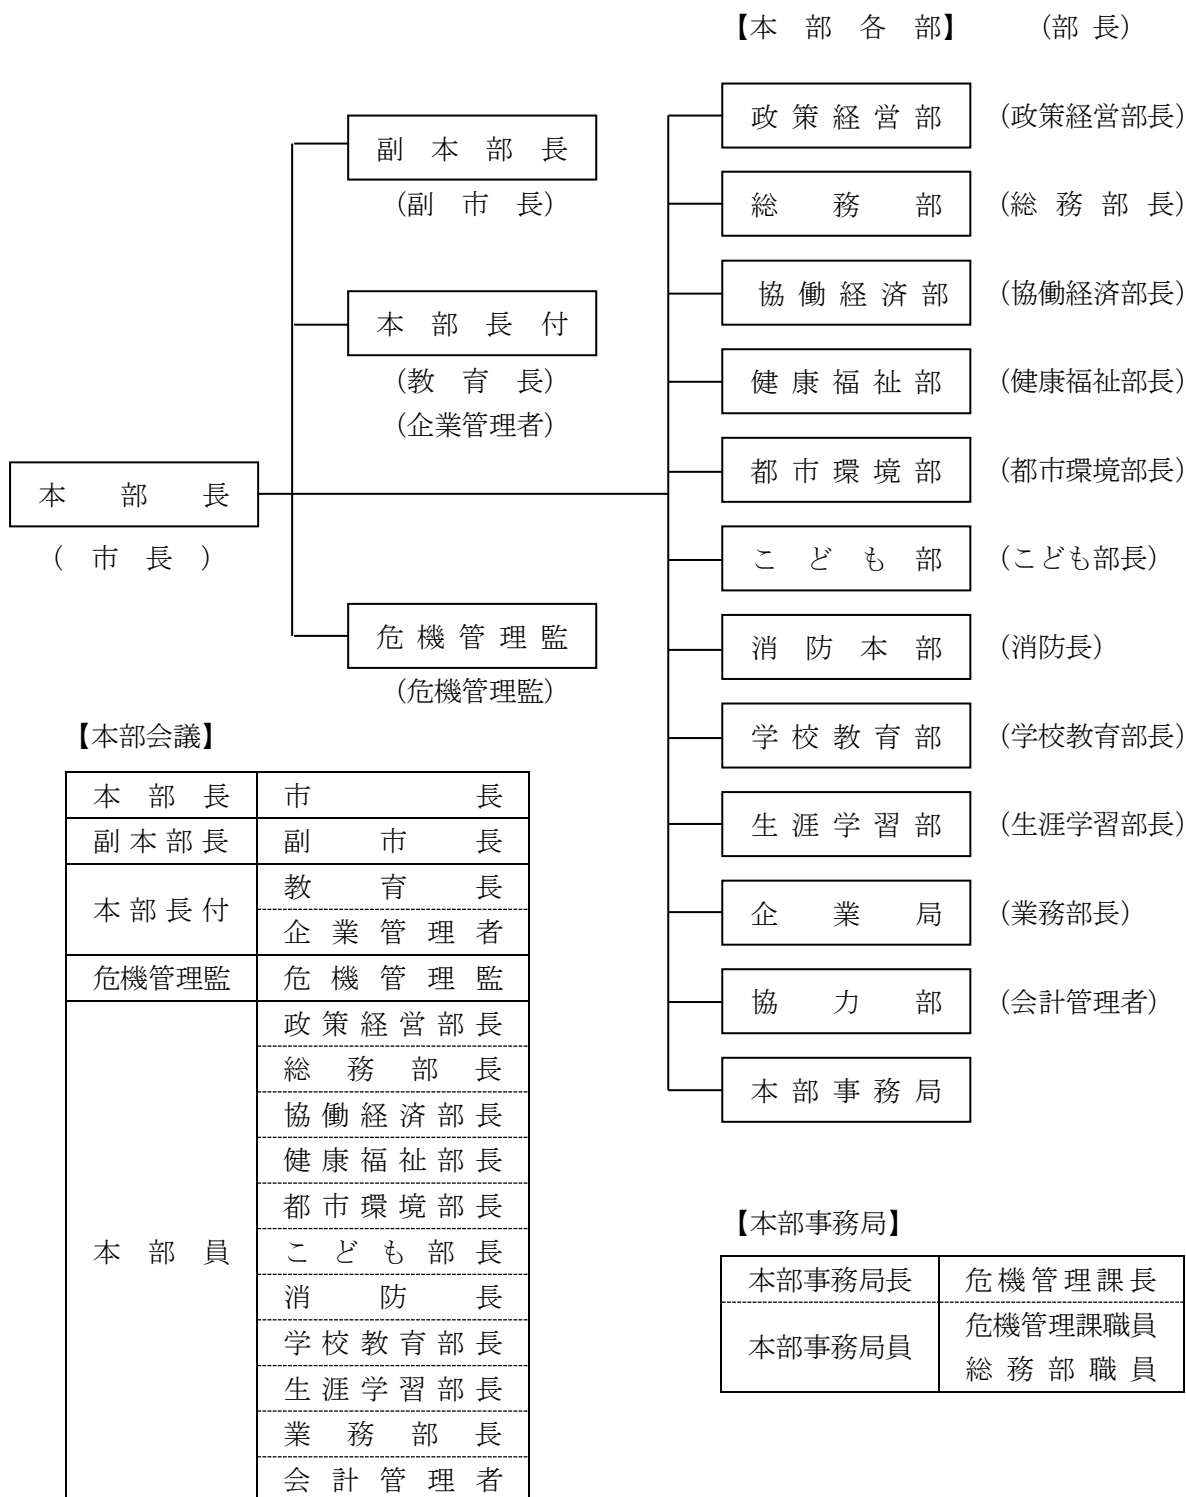 【本部各部】 (部長)
政策経営部 (政策経営部長)
総務部 (総務部長)
協働経済部 (協働経済部長)
健康福祉部 (健康福祉部長)
都市環境部 (都市環境部長)
こども部 (こども部長)
消防本部 (消防長)
学校教育部 (学校教育部長)
生涯学習部 (生涯学習部長)
企業局 (業務部長)
協力部 (会計管理者)
本部事務局
副本部長
(副市長)
本部長付
(教育長)
(企業管理者)
本部長
(市長)
危機管理監
(危機管理監)
【本部会議】
本部長 市長
副本部長 副市長
本部長付 教育長
企業管理者
危機管理監 危機管理監
本部員 政策経営部長
総務部長
協働経済部長
健康福祉部長
都市環境部長
こども部長
消防長
学校教育部長
生涯学習部長
業務部長
会計管理者
【本部事務局】
本部事務局長 危機管理課長
本部事務局員 危機管理課職員
総務部職員